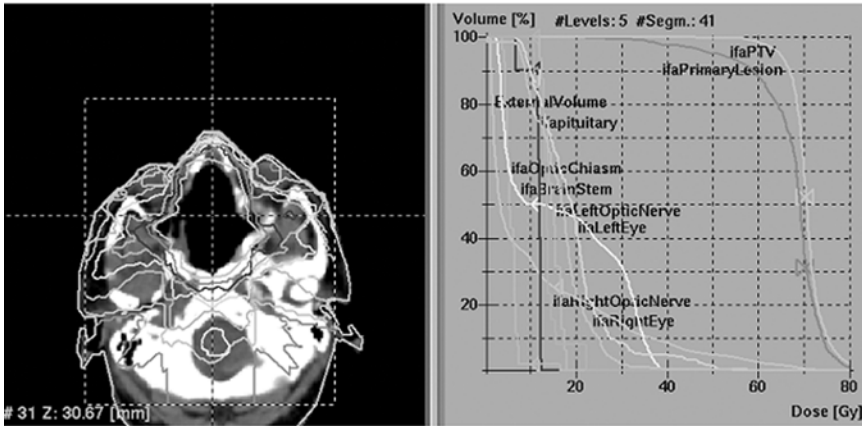 # 31 Z: 30.67 [mm]
Volume [%] #Levels: 5 #Segm.: 41
100
80
60
40
20
ifaPTV
ifaPrimaryLesion
ExternalVolume
ifaOpticChiasm
ifaBrainStem
ifaLeftOpticNerve
ifaLeftEye
ifaRightOpticNerve
ifaRightEye
20 40 60 80
Dose [Gy]